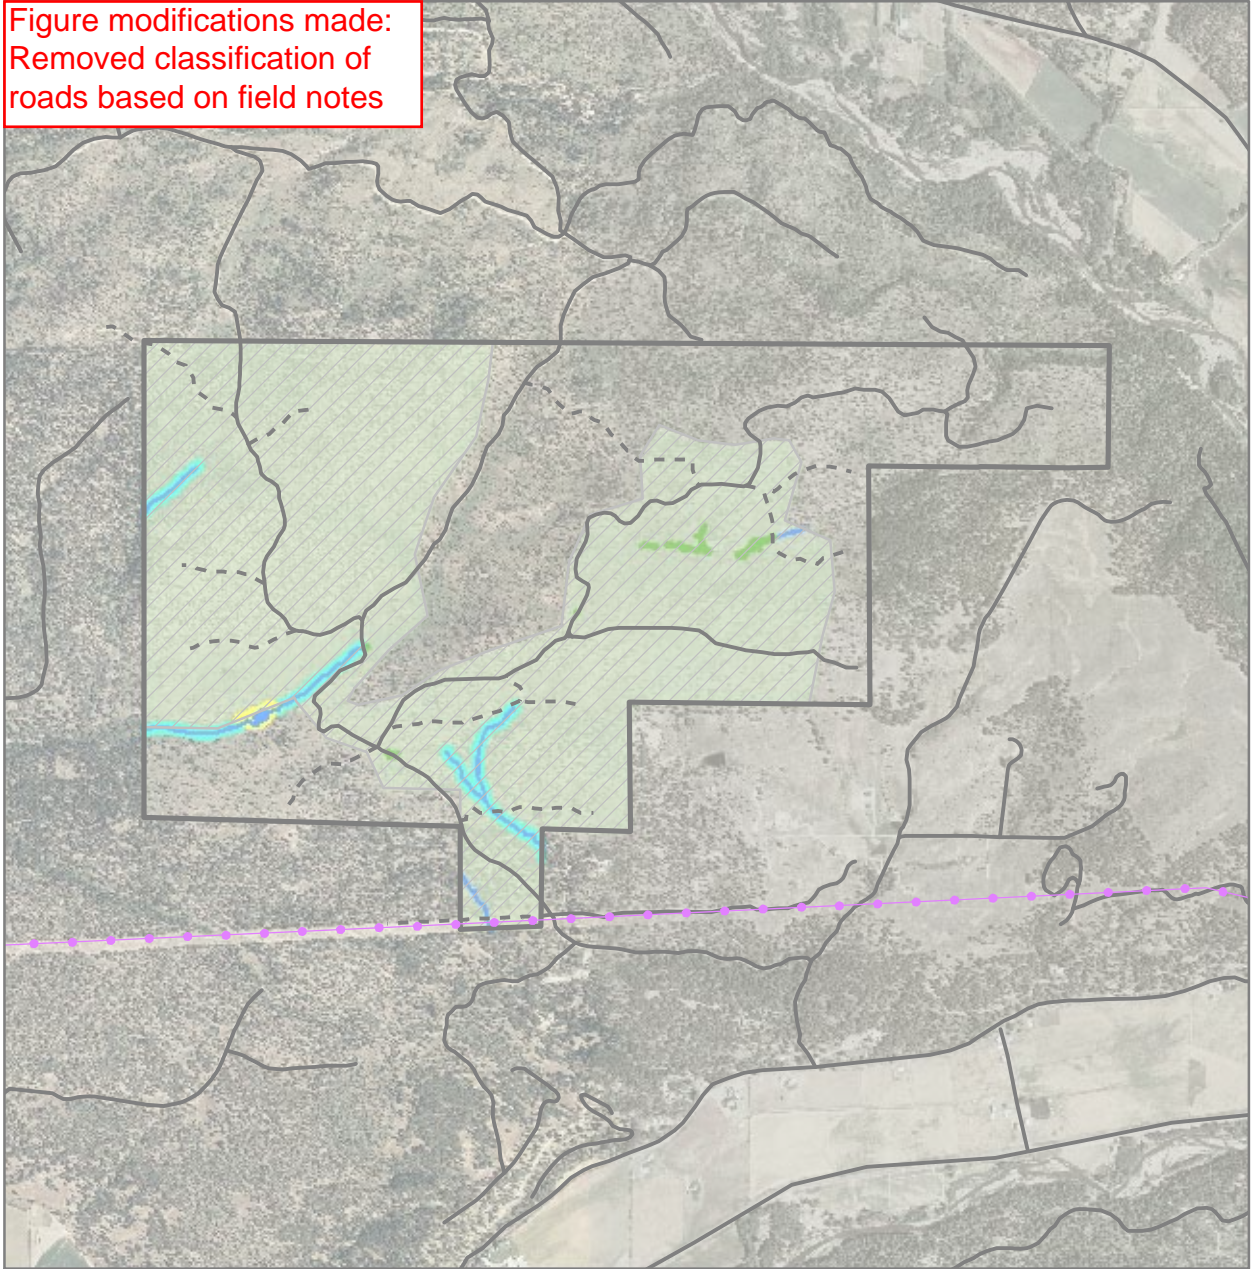 Figure modifications made:
Removed classification of
roads based on field notes